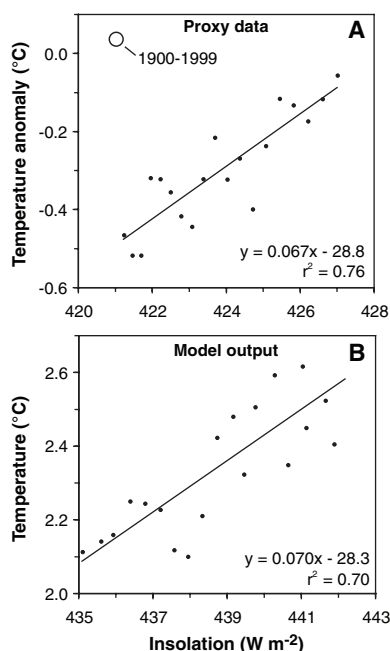 Proxy data
A
0.0
1900-1999
-0.2
-0.4
-0.6
Temperature anomaly (°C)
y = 0.067x - 28.8
r² = 0.76
420 422 424 426 428
Model output
B
2.6
2.4
2.2
2.0
Temperature (°C)
y = 0.070x - 28.3
r² = 0.70
435 437 439 441 443
Insolation (W m-²)